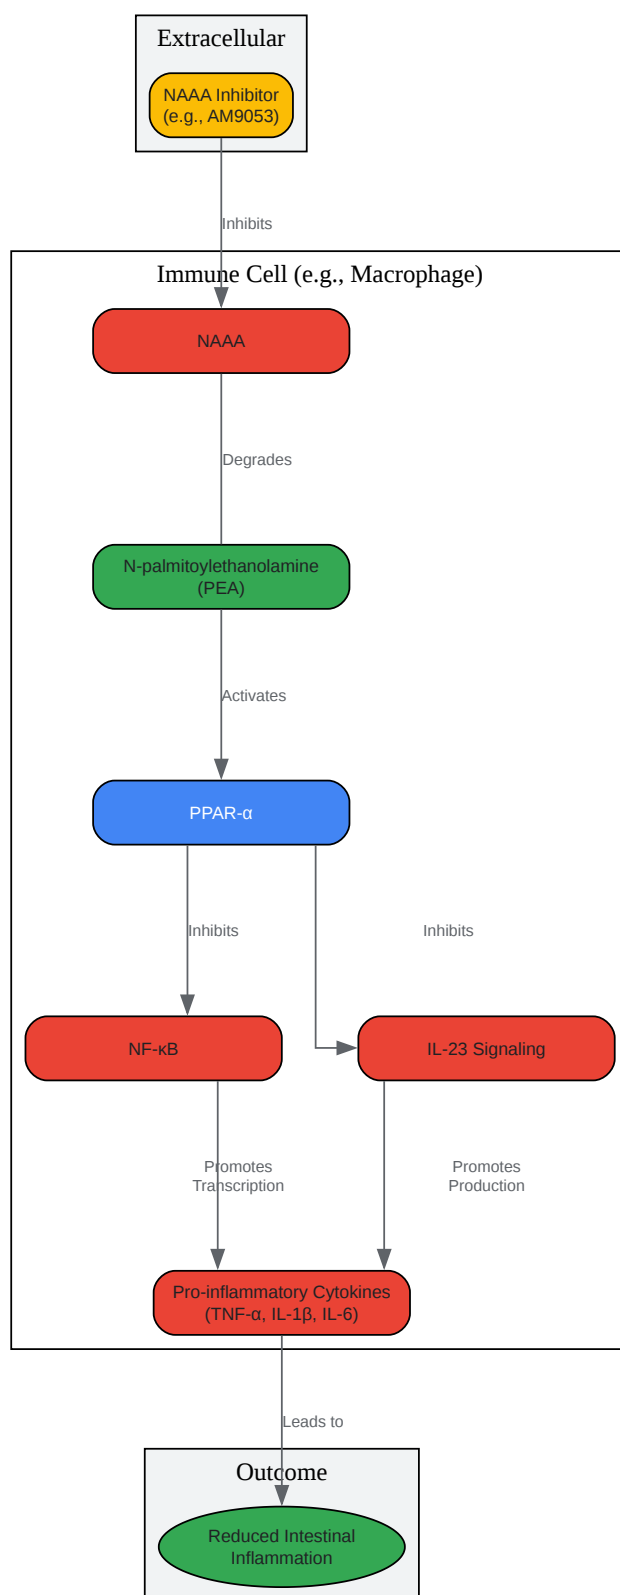 Extracellular
NAAA Inhibitor
(e.g., AM9053)
Inhibits
Immune Cell (e.g., Macrophage)
NAAA
Degrades
N-palmitoylethanolamine
(PEA)
Activates
PPAR-α
Inhibits
Inhibits
NF-κB
IL-23 Signaling
Promotes
Transcription
Promotes
Production
Pro-inflammatory Cytokines
(TNF-α, IL-1β, IL-6)
Leads to
Outcome
Reduced Intestinal
Inflammation